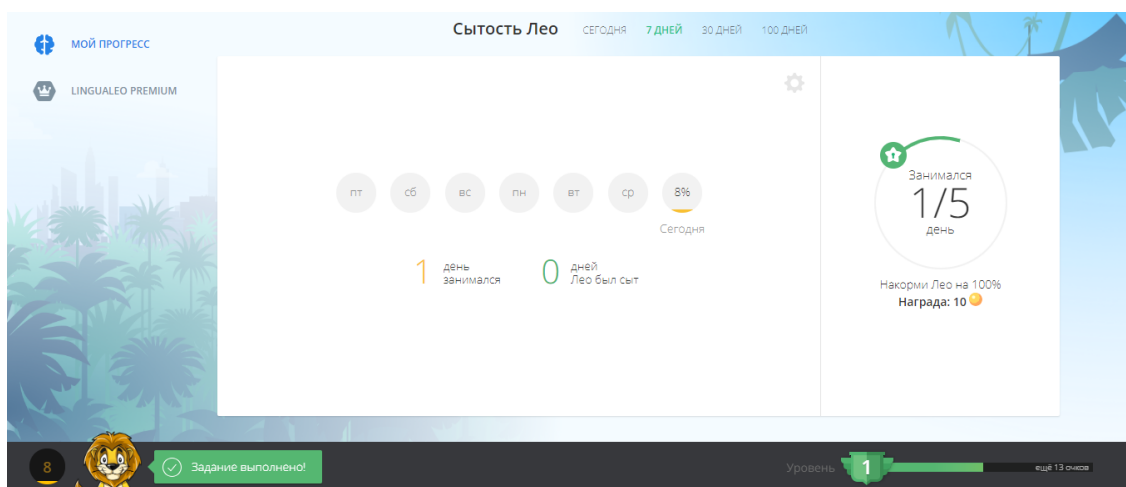 Сытость Лео СЕГОДНЯ 7 ДНЕЙ 30 ДНЕЙ 100 ДНЕЙ
МОЙ ПРОГРЕСС
LINGUALEO PREMIUM
пт сб вс пн вт ср 8%
Сегодня
1 день занимался
0 дней Лео был сыт
Занимался
1/5
день
Накорми Лео на 100%
Награда: 10
8
Задание выполнено!
Уровень 1 ещё 13 очков